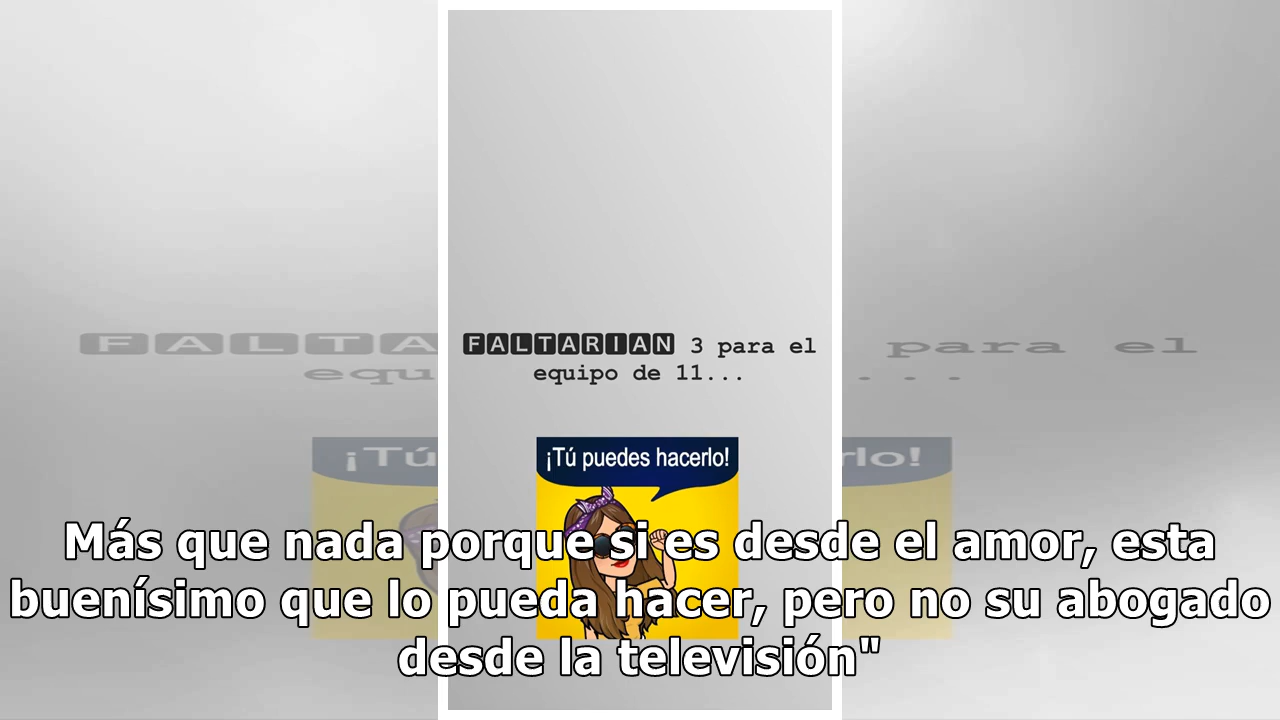 FALTARIAN 3 para el
equipo de 11...
¡Tú puedes hacerlo!
Más que nada porque si es desde el amor, esta
buenísimo que lo pueda hacer, pero no su abogado
desde la televisión"